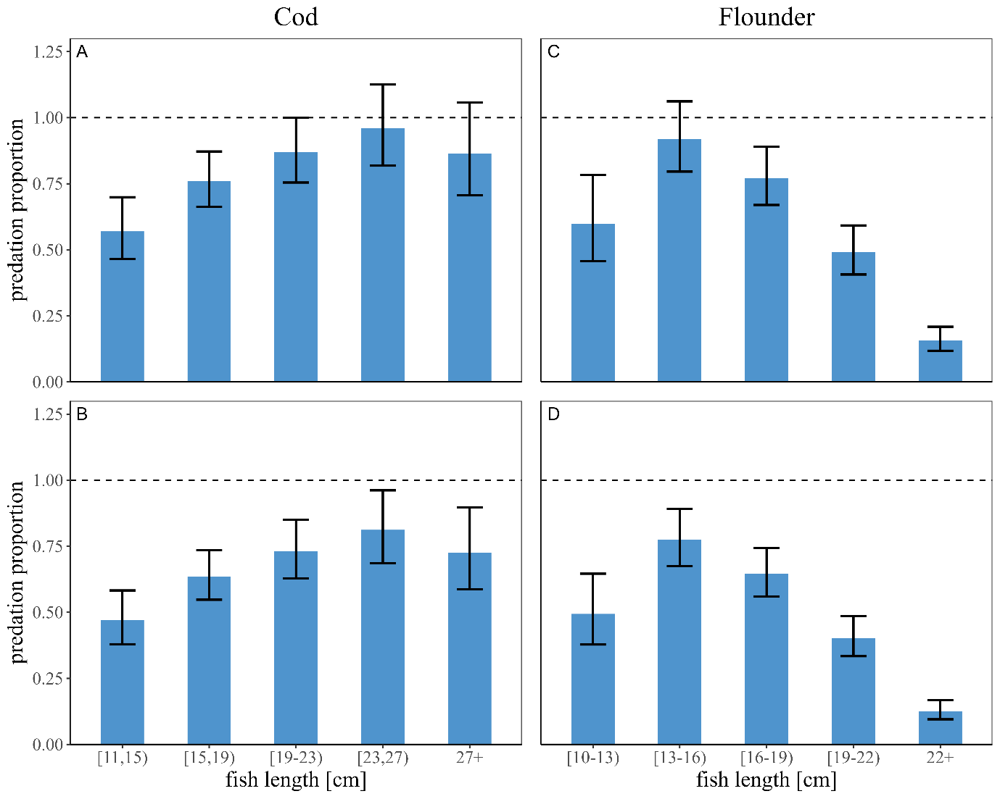 Cod
Flounder
A
C
1.25
1.00
0.75
0.50
0.25
0.00
predation proportion
B
D
1.25
1.00
0.75
0.50
0.25
0.00
predation proportion
[11,15) [15,19) [19-23) [23,27) 27+
[10-13) [13-16) [16-19) [19-22) 22+
fish length [cm]
fish length [cm]